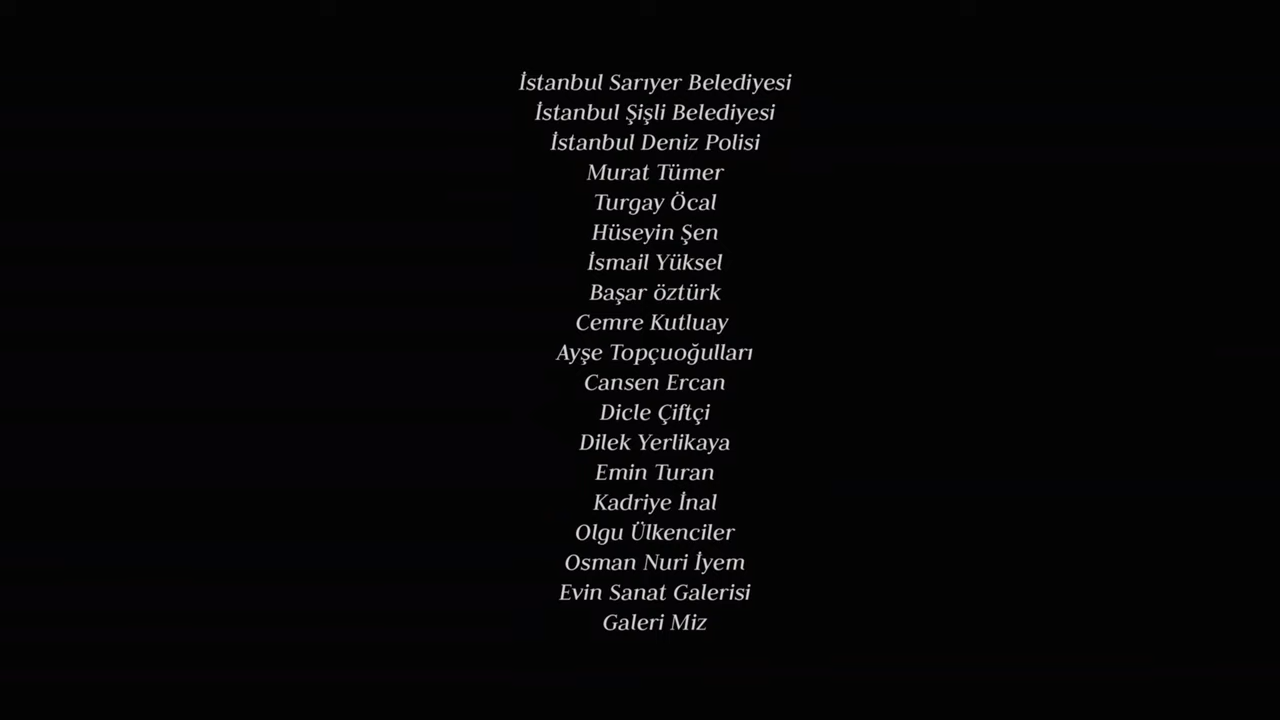 İstanbul Sarıyer Belediyesi
İstanbul Şişli Belediyesi
İstanbul Deniz Polisi
Murat Tümer
Turgay Öcal
Hüseyin Şen
İsmail Yüksel
Başar öztürk
Cemre Kutluay
Ayşe Topçuoğulları
Cansen Ercan
Dicle Çiftçi
Dilek Yerlikaya
Emin Turan
Kadriye İnal
Olgu Ülkenciler
Osman Nuri İyem
Evin Sanat Galerisi
Galeri Miz